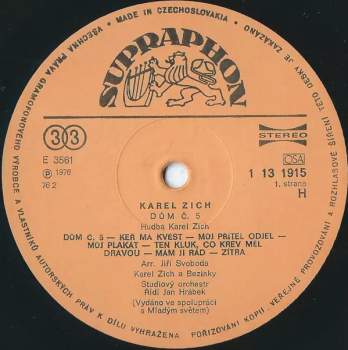 • MADE IN CZECHOSLOVAKIA • VŠECHNA PRÁVA GRAMOFONOVÉHO VÝROBCE A VLASTNÍKŮ AUTORSKÝCH PRÁV K DÍLU VYHRAŽENA. POŘIZOVÁNÍ KOPIÍ - VEŘEJNÉ PROVOZOVÁNÍ A ROZHLASOVÉ ŠÍŘENÍ TÉTO DESKY JE ZAKÁZÁNO
SUPRAPHON
33
STEREO
E 3561
Ⓟ 1976
76.2
OSA
1 13 1915
1. strana
H
KAREL ZICH
DŮM Č. 5
Hudba Karel Zich
DŮM Č. 5 — KEŘ MÁ KVÉST — MŮJ PŘÍTEL ODJEL —
MŮJ PLAKÁT — TEN KLUK, CO KREV MĚL
DRAVOU — MÁM JI RÁD — ZÍTRA
Arr. Jiří Svoboda
Karel Zich a Bezinky
Studiový orchestr
Řídí Jan Hrábek
(Vydáno ve spolupráci
s Mladým světem)